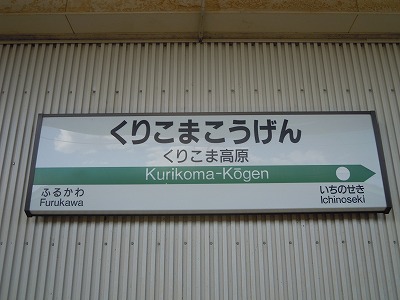 くりこまこうげん
くりこま高原
Kurikoma-Kōgen
ふるかわ
Furukawa
いちのせき
Ichinoseki